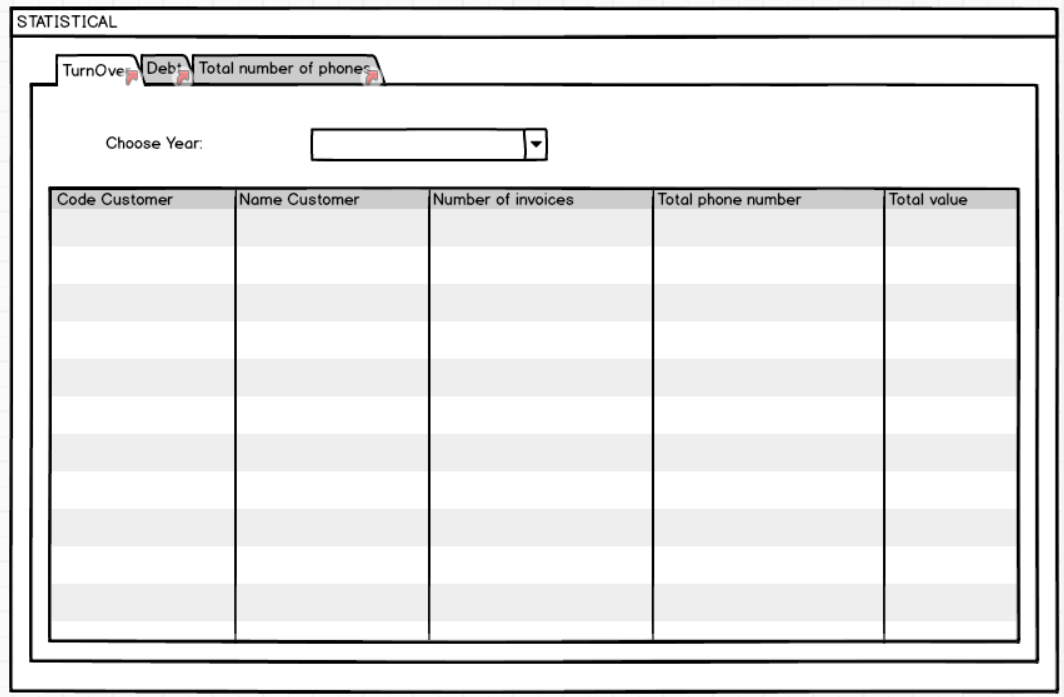 STATISTICAL
TurnOver Debt Total number of phones
Choose Year:
Code Customer Name Customer Number of invoices Total phone number Total value